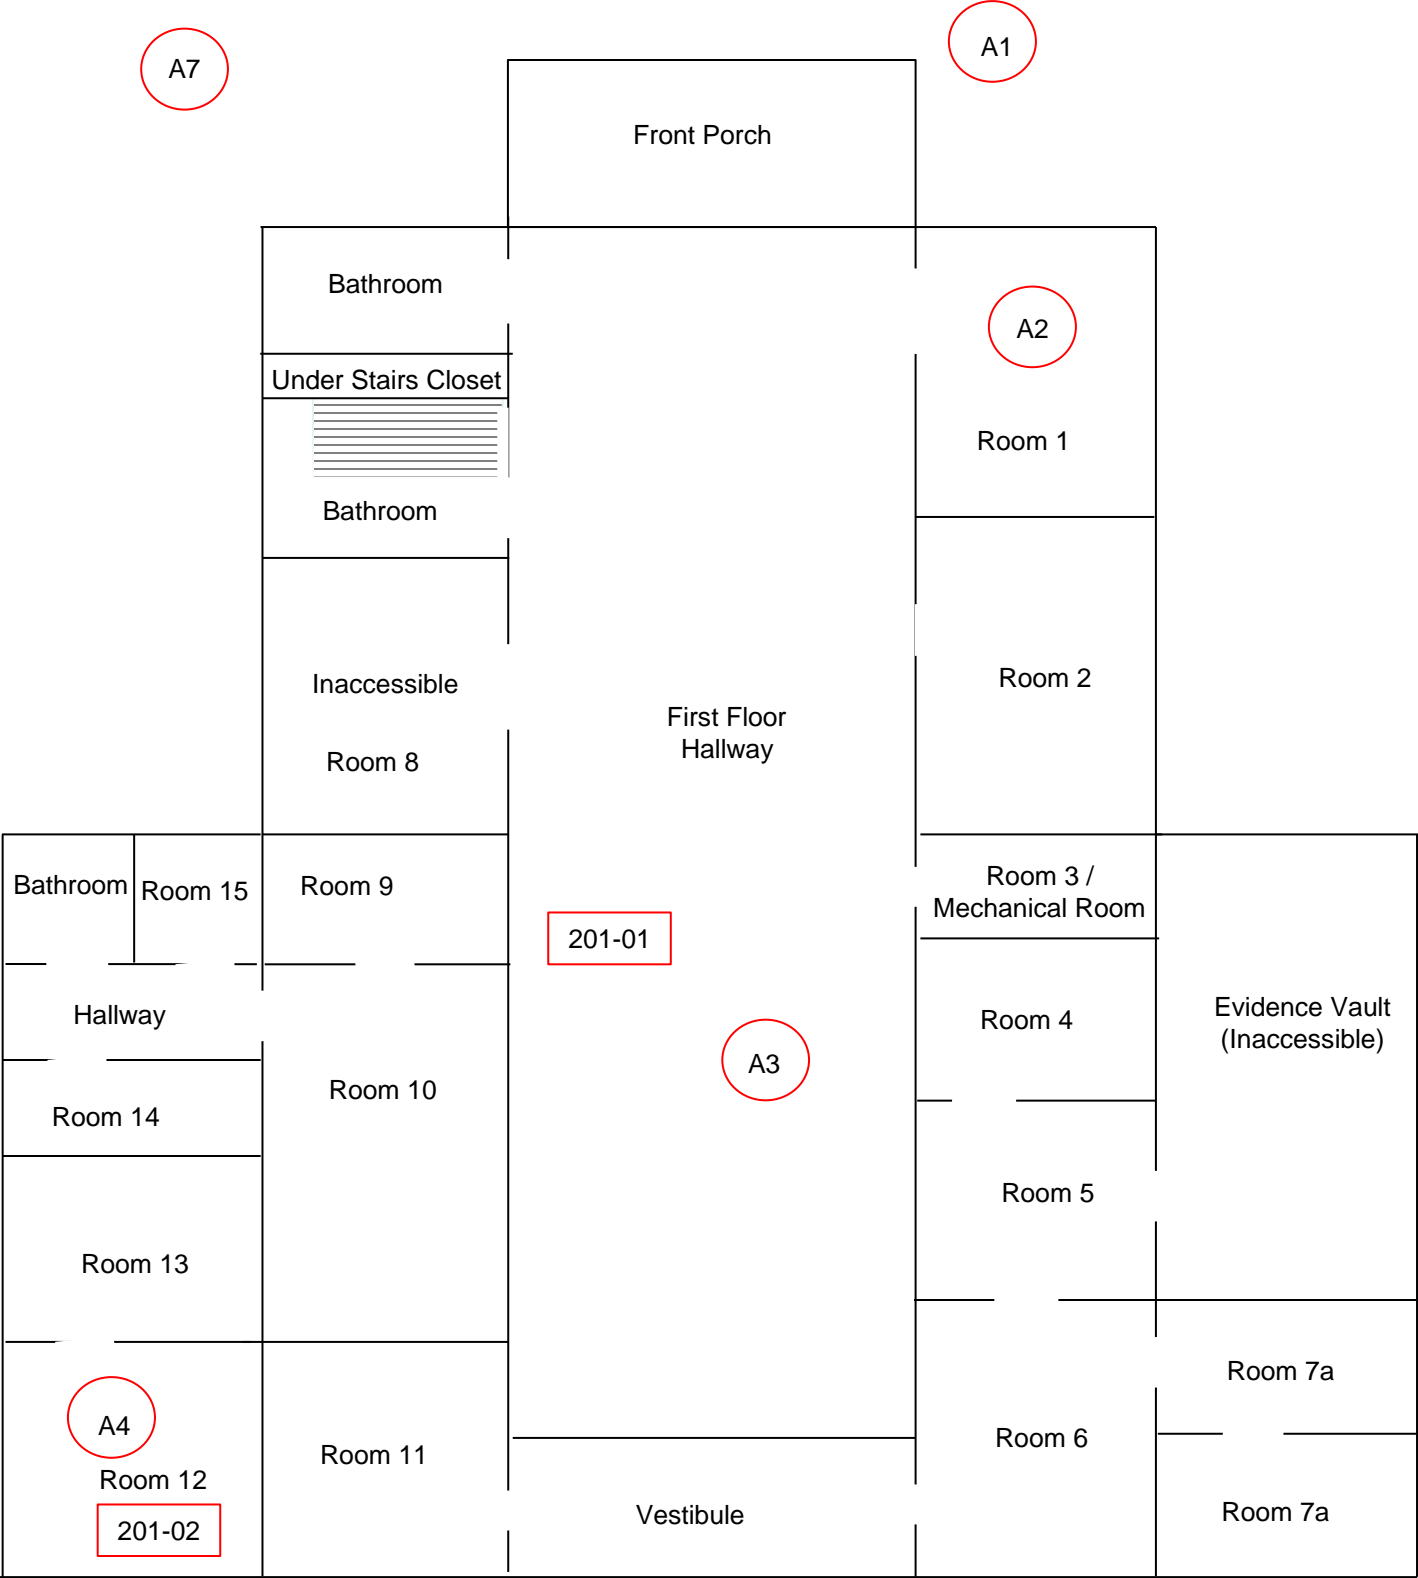 A7
A1
Front Porch
Bathroom
A2
Under Stairs Closet
Room 1
Bathroom
Inaccessible
Room 2
First Floor
Hallway
Room 8
Bathroom
Room 15
Room 9
Room 3 /
Mechanical Room
201-01
Hallway
Room 4
Evidence Vault
(Inaccessible)
A3
Room 10
Room 14
Room 5
Room 13
Room 7a
A4
Room 11
Room 6
Room 12
Vestibule
Room 7a
201-02